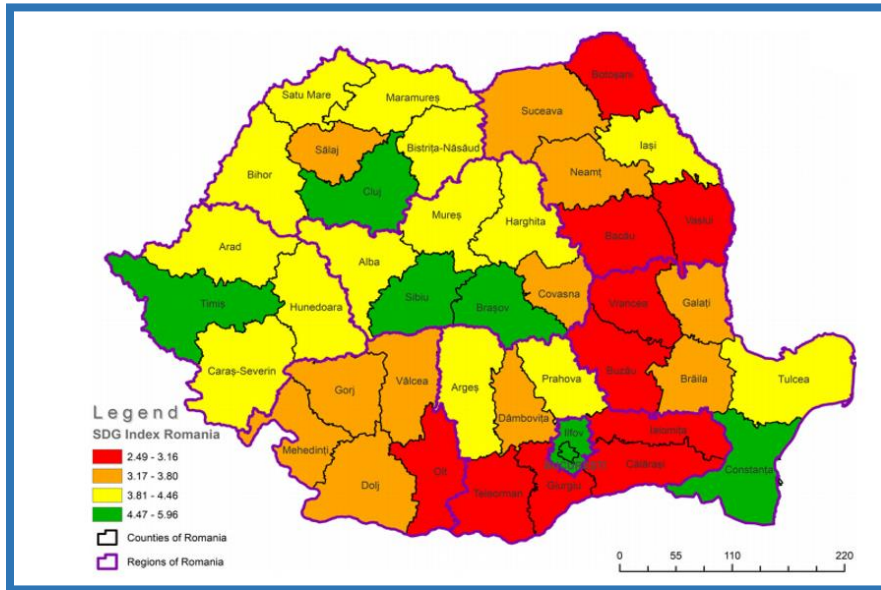 Botoșani
Satu Mare
Maramureș
Suceava
Iași
Sălaj
Bistrița-Năsăud
Neamț
Bihor
Cluj
Mureș
Harghita
Vaslui
Bacău
Arad
Alba
Covasna
Timiș
Hunedoara
Sibiu
Brașov
Vrancea
Galați
Caraș-Severin
Gorj
Vâlcea
Argeș
Prahova
Buzău
Brăila
Tulcea
Dâmbovița
Ilfov
Ialomița
Mehedinți
Dolj
Olt
Teleorman
Giurgiu
Călărași
Constanța
Legend
SDG Index Romania
2.49 - 3.16
3.17 - 3.80
3.81 - 4.46
4.47 - 5.96
Counties of Romania
Regions of Romania
0 55 110 220